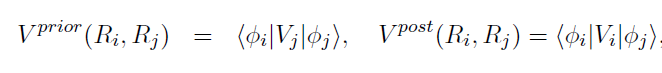 V^{prior}(R_i, R_j) = ⟨ϕ_i|V_j|ϕ_j⟩, V^{post}(R_i, R_j) = ⟨ϕ_i|V_i|ϕ_j⟩,